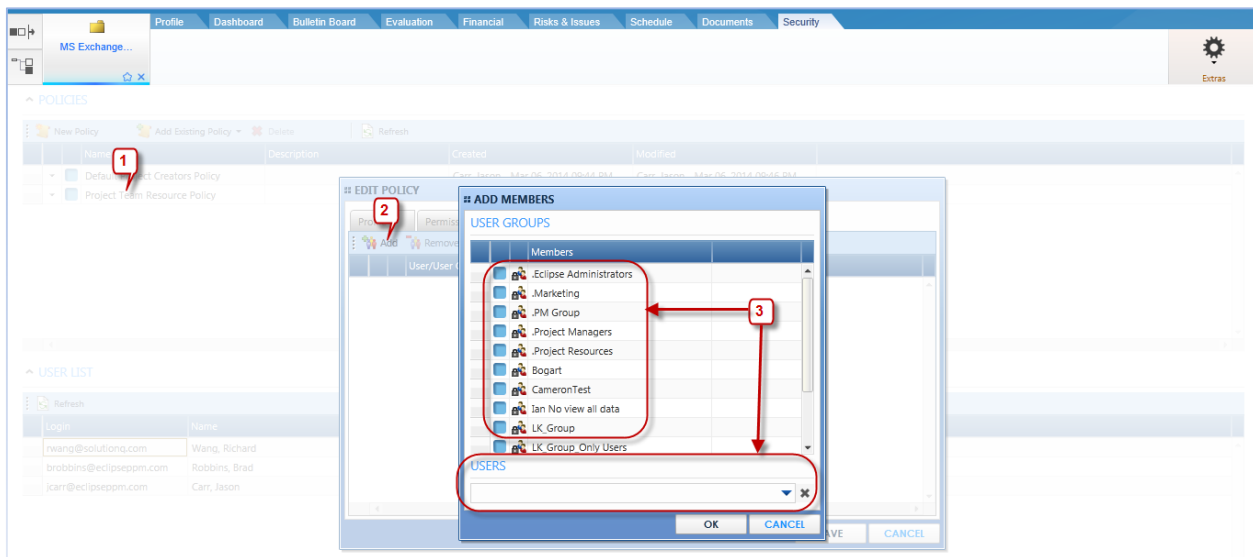 Profile Dashboard Bulletin Board Evaluation Financial Risks & Issues Schedule Documents Security
MS Exchange...
Extras
POLICIES
New Policy Add Existing Policy Delete Refresh
Name Description Created Modified
1
Carr, Jason Mar 06, 2014 09:44 PM Carr, Jason Mar 06, 2014 09:46 PM
Project Team Resource Policy
EDIT POLICY
2
Add Remove
ADD MEMBERS
USER GROUPS
Members
.Eclipse Administrators
.Marketing
.PM Group
3
.Project Managers
.Project Resources
Bogart
CameronTest
Ian No view all data
LK_Group
LK_Group_Only Users
USERS
OK CANCEL
CANCEL
USER LIST
Refresh
Login Name
rwang@solutionq.com Wang, Richard
brobbins@eclipseppm.com Robbins, Brad
jcarr@eclipseppm.com Carr, Jason